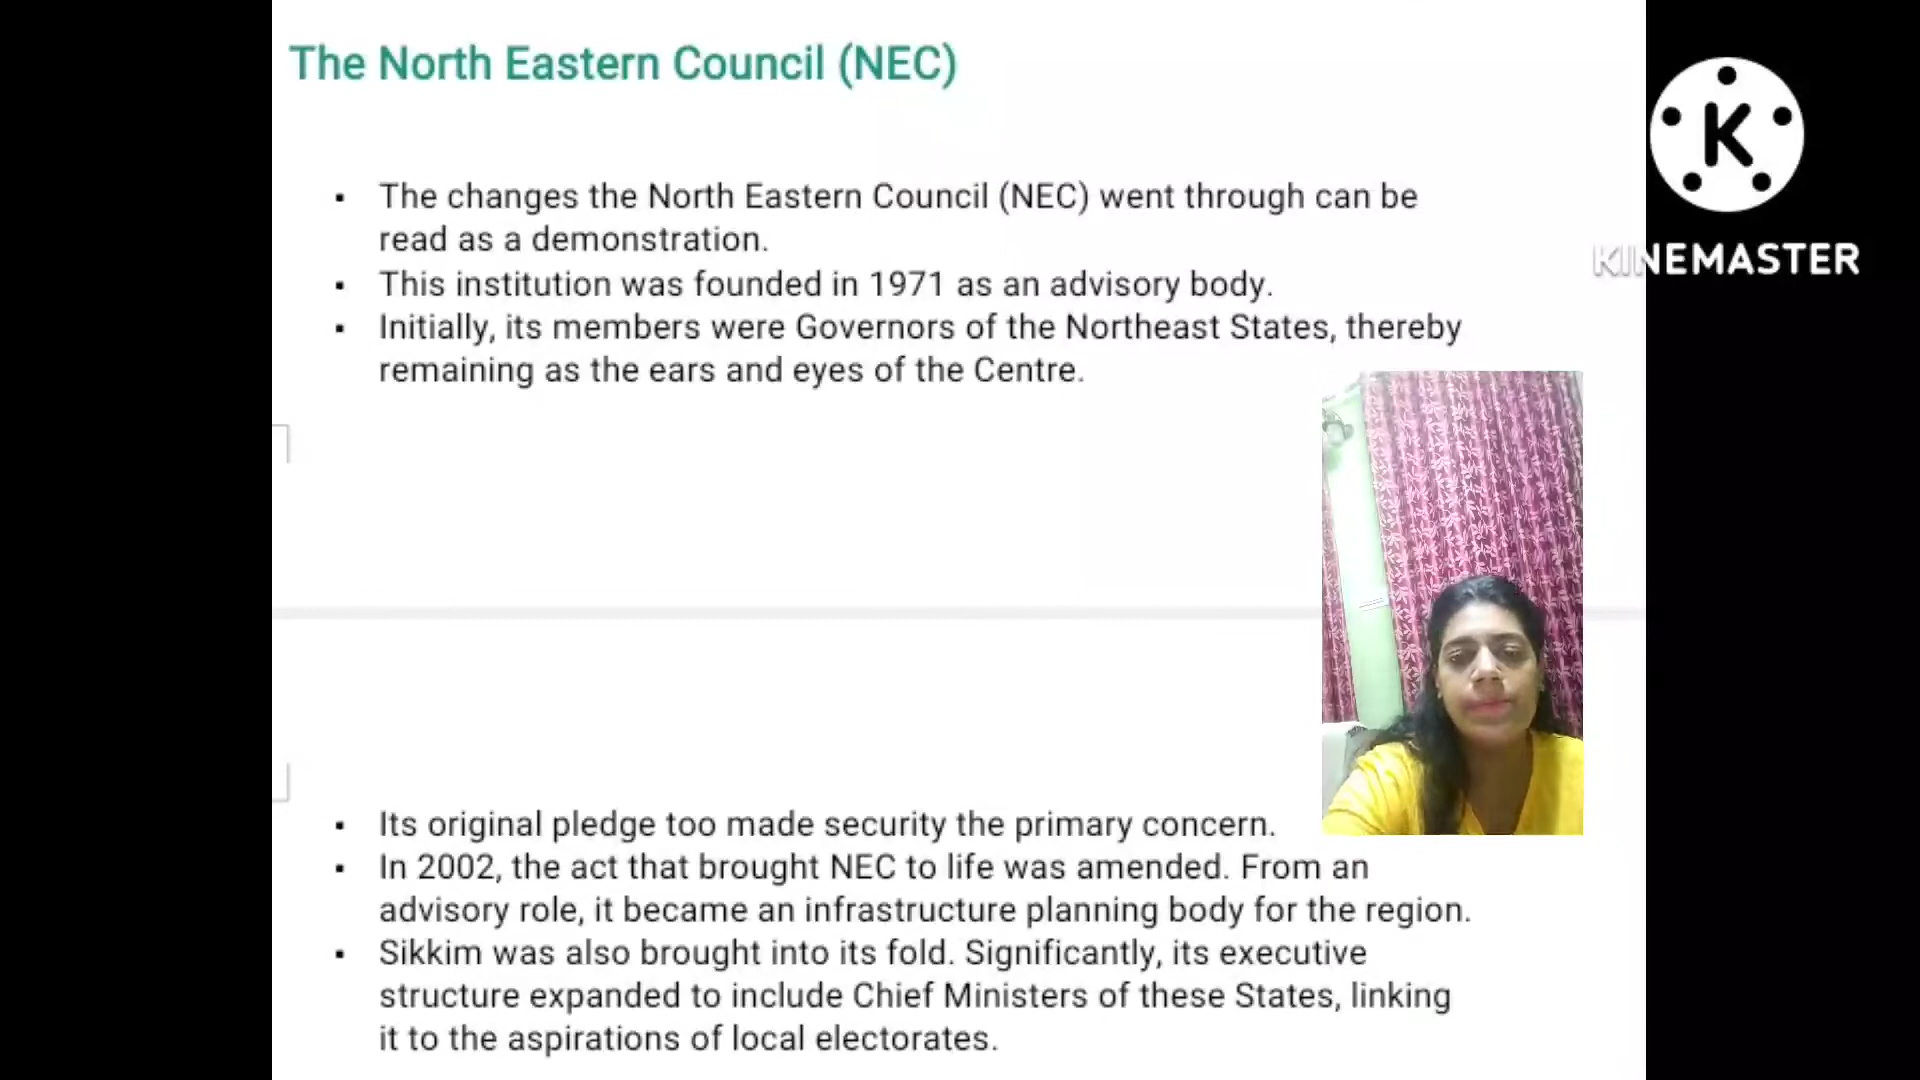 The North Eastern Council (NEC)
▪ The changes the North Eastern Council (NEC) went through can be
read as a demonstration.
▪ This institution was founded in 1971 as an advisory body.
▪ Initially, its members were Governors of the Northeast States, thereby
remaining as the ears and eyes of the Centre.
▪ Its original pledge too made security the primary concern.
▪ In 2002, the act that brought NEC to life was amended. From an
advisory role, it became an infrastructure planning body for the region.
▪ Sikkim was also brought into its fold. Significantly, its executive
structure expanded to include Chief Ministers of these States, linking
it to the aspirations of local electorates.
K
KINEMASTER